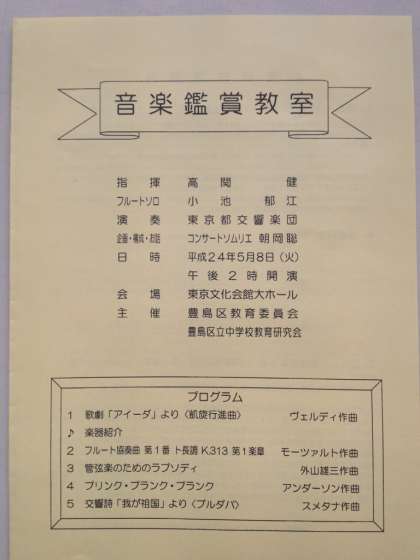 音楽鑑賞教室
指揮 高関 健
フルートソロ 小池 郁江
演奏 東京都交響楽団
企画・構成・お話 コンサートソムリエ 朝岡聡
日時 平成24年5月8日(火)
午後2時開演
会場 東京文化会館大ホール
主催 豊島区教育委員会
豊島区立中学校教育研究会
プログラム
1 歌劇「アイーダ」より〈凱旋行進曲〉 ヴェルディ作曲
♪ 楽器紹介
2 フルート協奏曲 第1番 ト長調 K.313 第1楽章 モーツァルト作曲
3 管弦楽のためのラプソディ 外山雄三作曲
4 プリンク・プランク・プランク アンダーソン作曲
5 交響詩「我が祖国」より〈ブルタバ〉 スメタナ作曲